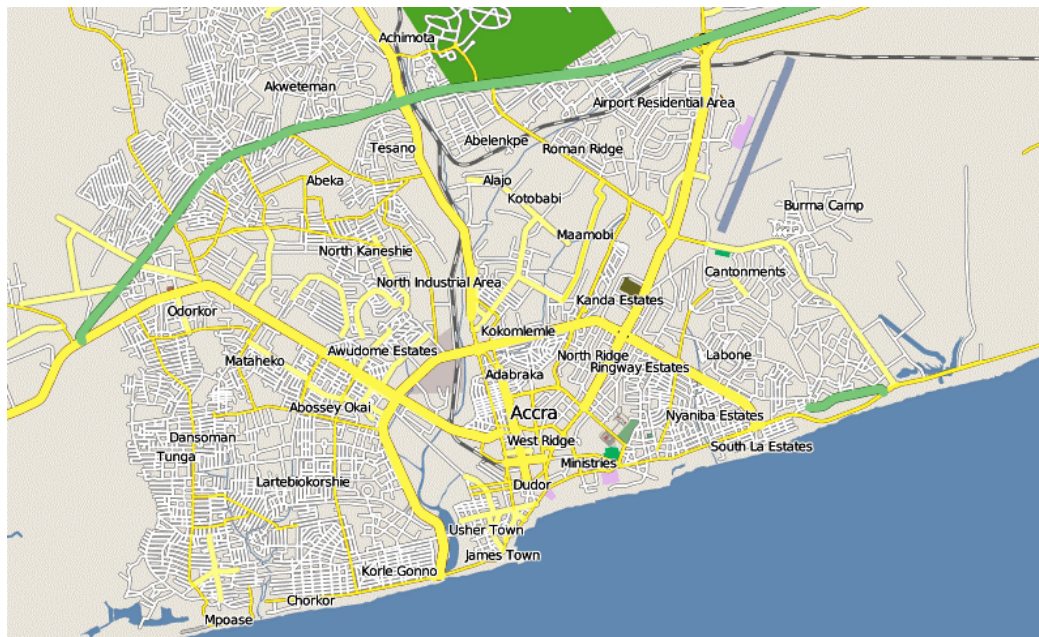 Achimota
Akweteman
Airport Residential Area
Tesano
Abelenkpe
Roman Ridge
Abeka
Alajo
Kotobabi
Burma Camp
Maamobi
North Kaneshie
Cantonments
North Industrial Area
Kanda Estates
Odorkor
Kokomlemle
Awudome Estates
North Ridge
Labone
Mataheko
Ringway Estates
Adabraka
Abossey Okai
Accra
Nyaniba Estates
Dansoman
West Ridge
South La Estates
Tunga
Ministries
Lartebiokorshie
Dudor
Usher Town
James Town
Korle Gonno
Chorkor
Mpoase